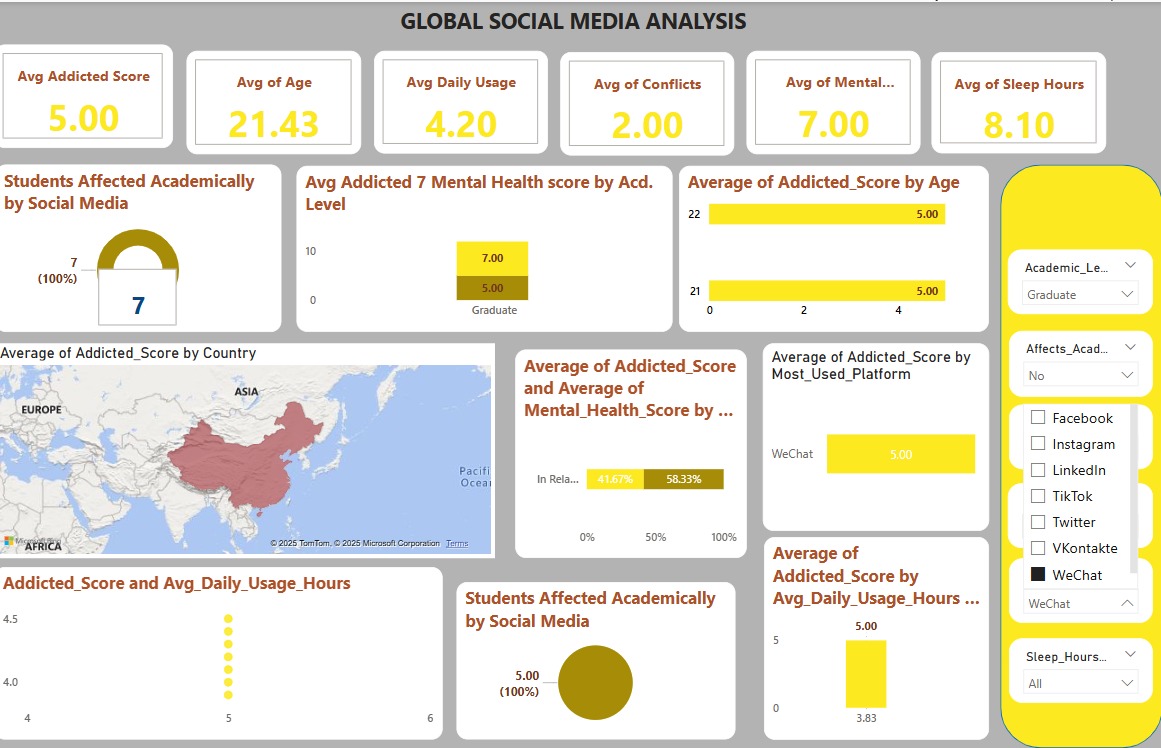 GLOBAL SOCIAL MEDIA ANALYSIS
Avg Addicted Score
5.00
Avg of Age
21.43
Avg Daily Usage
4.20
Avg of Conflicts
2.00
Avg of Mental...
7.00
Avg of Sleep Hours
8.10
Students Affected Academically
by Social Media
7
(100%)
7
Avg Addicted 7 Mental Health score by Acd.
Level
10
0
7.00
5.00
Graduate
Average of Addicted_Score by Age
22
5.00
21
5.00
0
2
4
Academic_Le...
Graduate
Affects_Acad...
No
Facebook
Instagram
LinkedIn
TikTok
Twitter
VKontakte
WeChat
WeChat
Sleep_Hours...
All
Average of Addicted_Score by Country
EUROPE
ASIA
AFRICA
Pacifi
Ocea
© 2025 TomTom, © 2025 Microsoft Corporation Terms
Average of Addicted_Score
and Average of
Mental_Health_Score by ...
In Rela...
41.67%
58.33%
0%
50%
100%
Average of Addicted_Score by
Most_Used_Platform
WeChat
5.00
Addicted_Score and Avg_Daily_Usage_Hours
4.5
4.0
4
5
6
Students Affected Academically
by Social Media
5.00
(100%)
Average of
Addicted_Score by
Avg_Daily_Usage_Hours ...
5.00
5
0
3.83